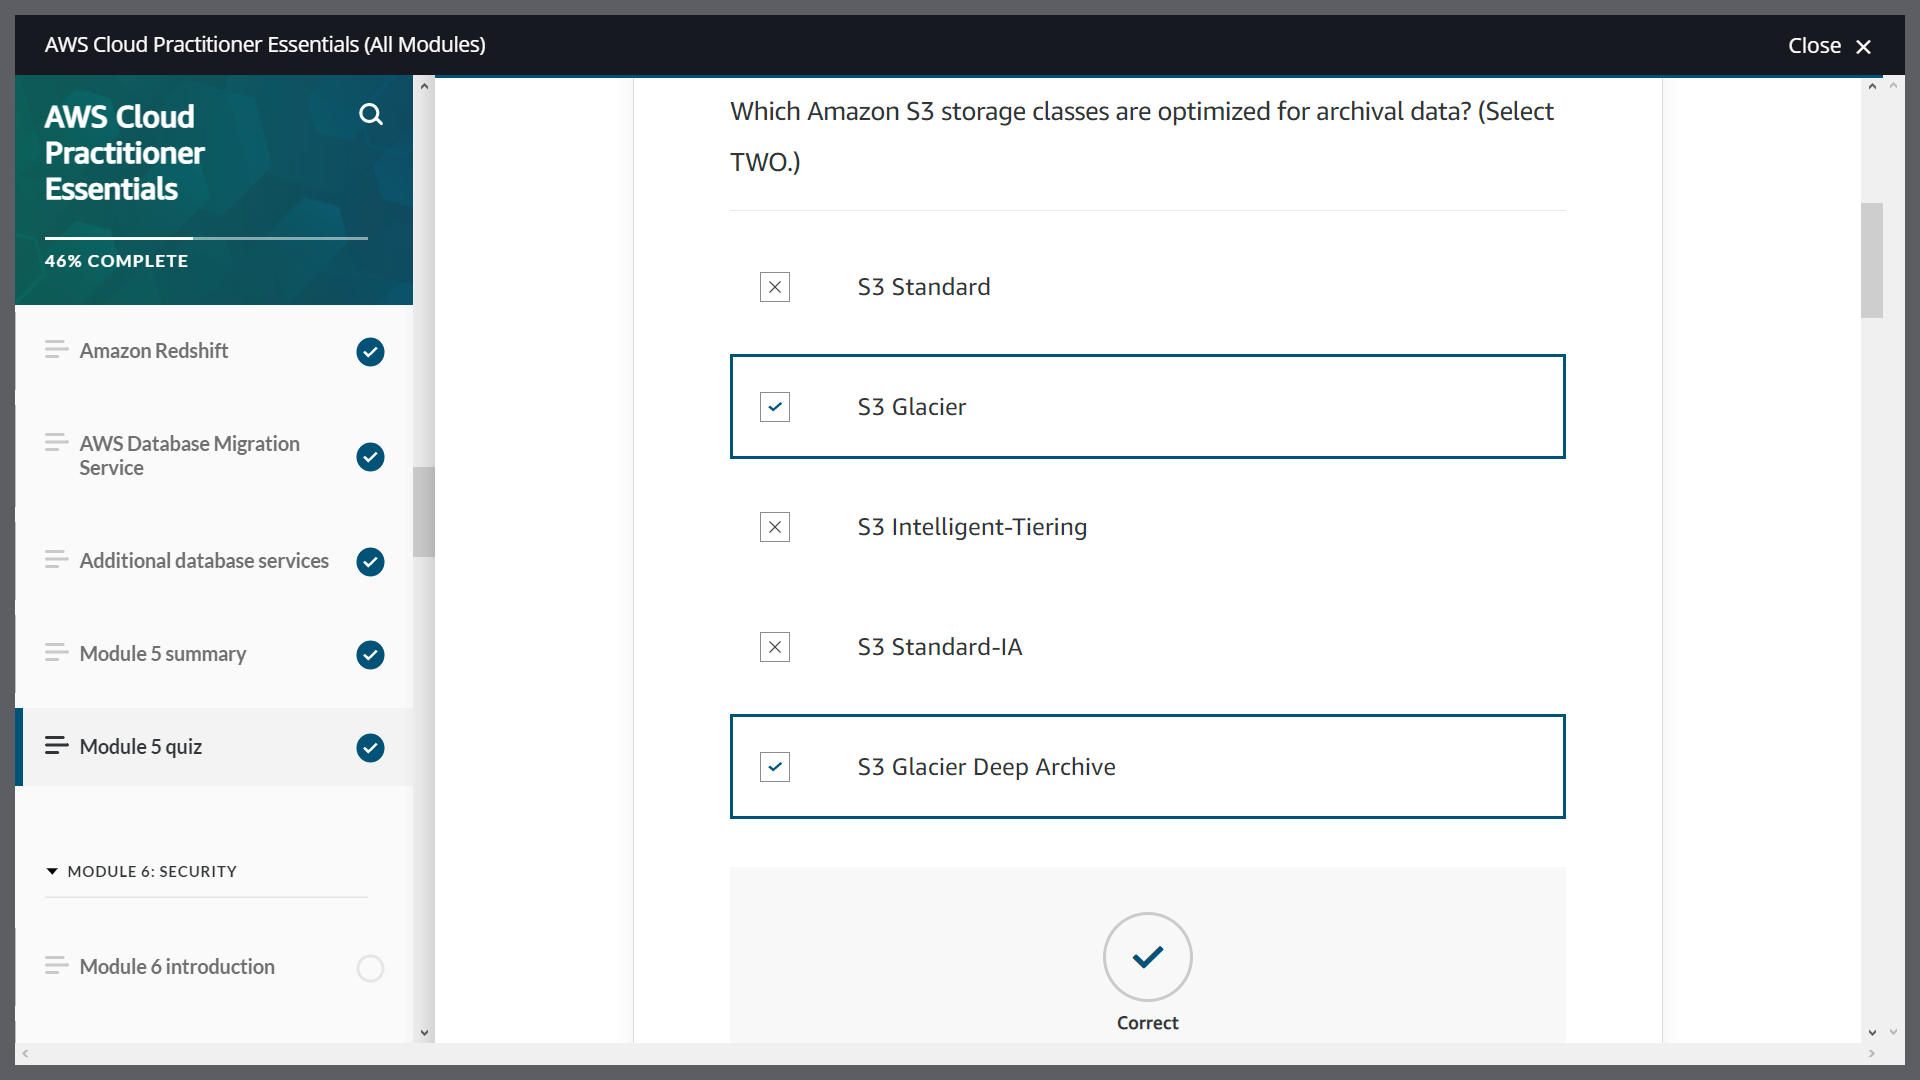 AWS Cloud Practitioner Essentials (All Modules)
Close
AWS Cloud
Practitioner
Essentials
46% COMPLETE
Amazon Redshift
AWS Database Migration
Service
Additional database services
Module 5 summary
Module 5 quiz
MODULE 6: SECURITY
Module 6 introduction
Which Amazon S3 storage classes are optimized for archival data? (Select
TWO.)
S3 Standard
S3 Glacier
S3 Intelligent-Tiering
S3 Standard-IA
S3 Glacier Deep Archive
Correct